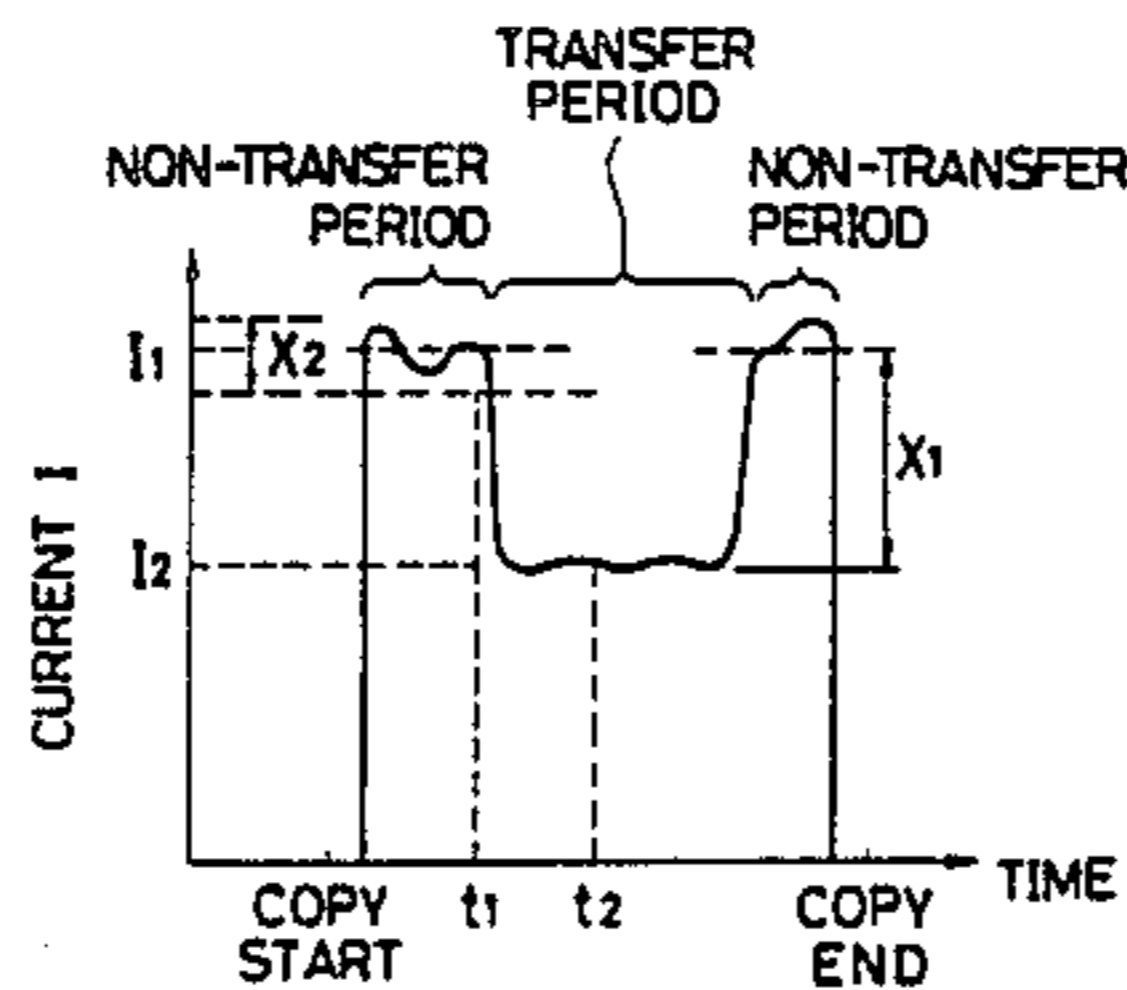 TRANSFER
PERIOD
NON-TRANSFER
PERIOD
NON-TRANSFER
PERIOD
I1
X2
X1
I2
CURRENT I
TIME
COPY
START
t1
t2
COPY
END